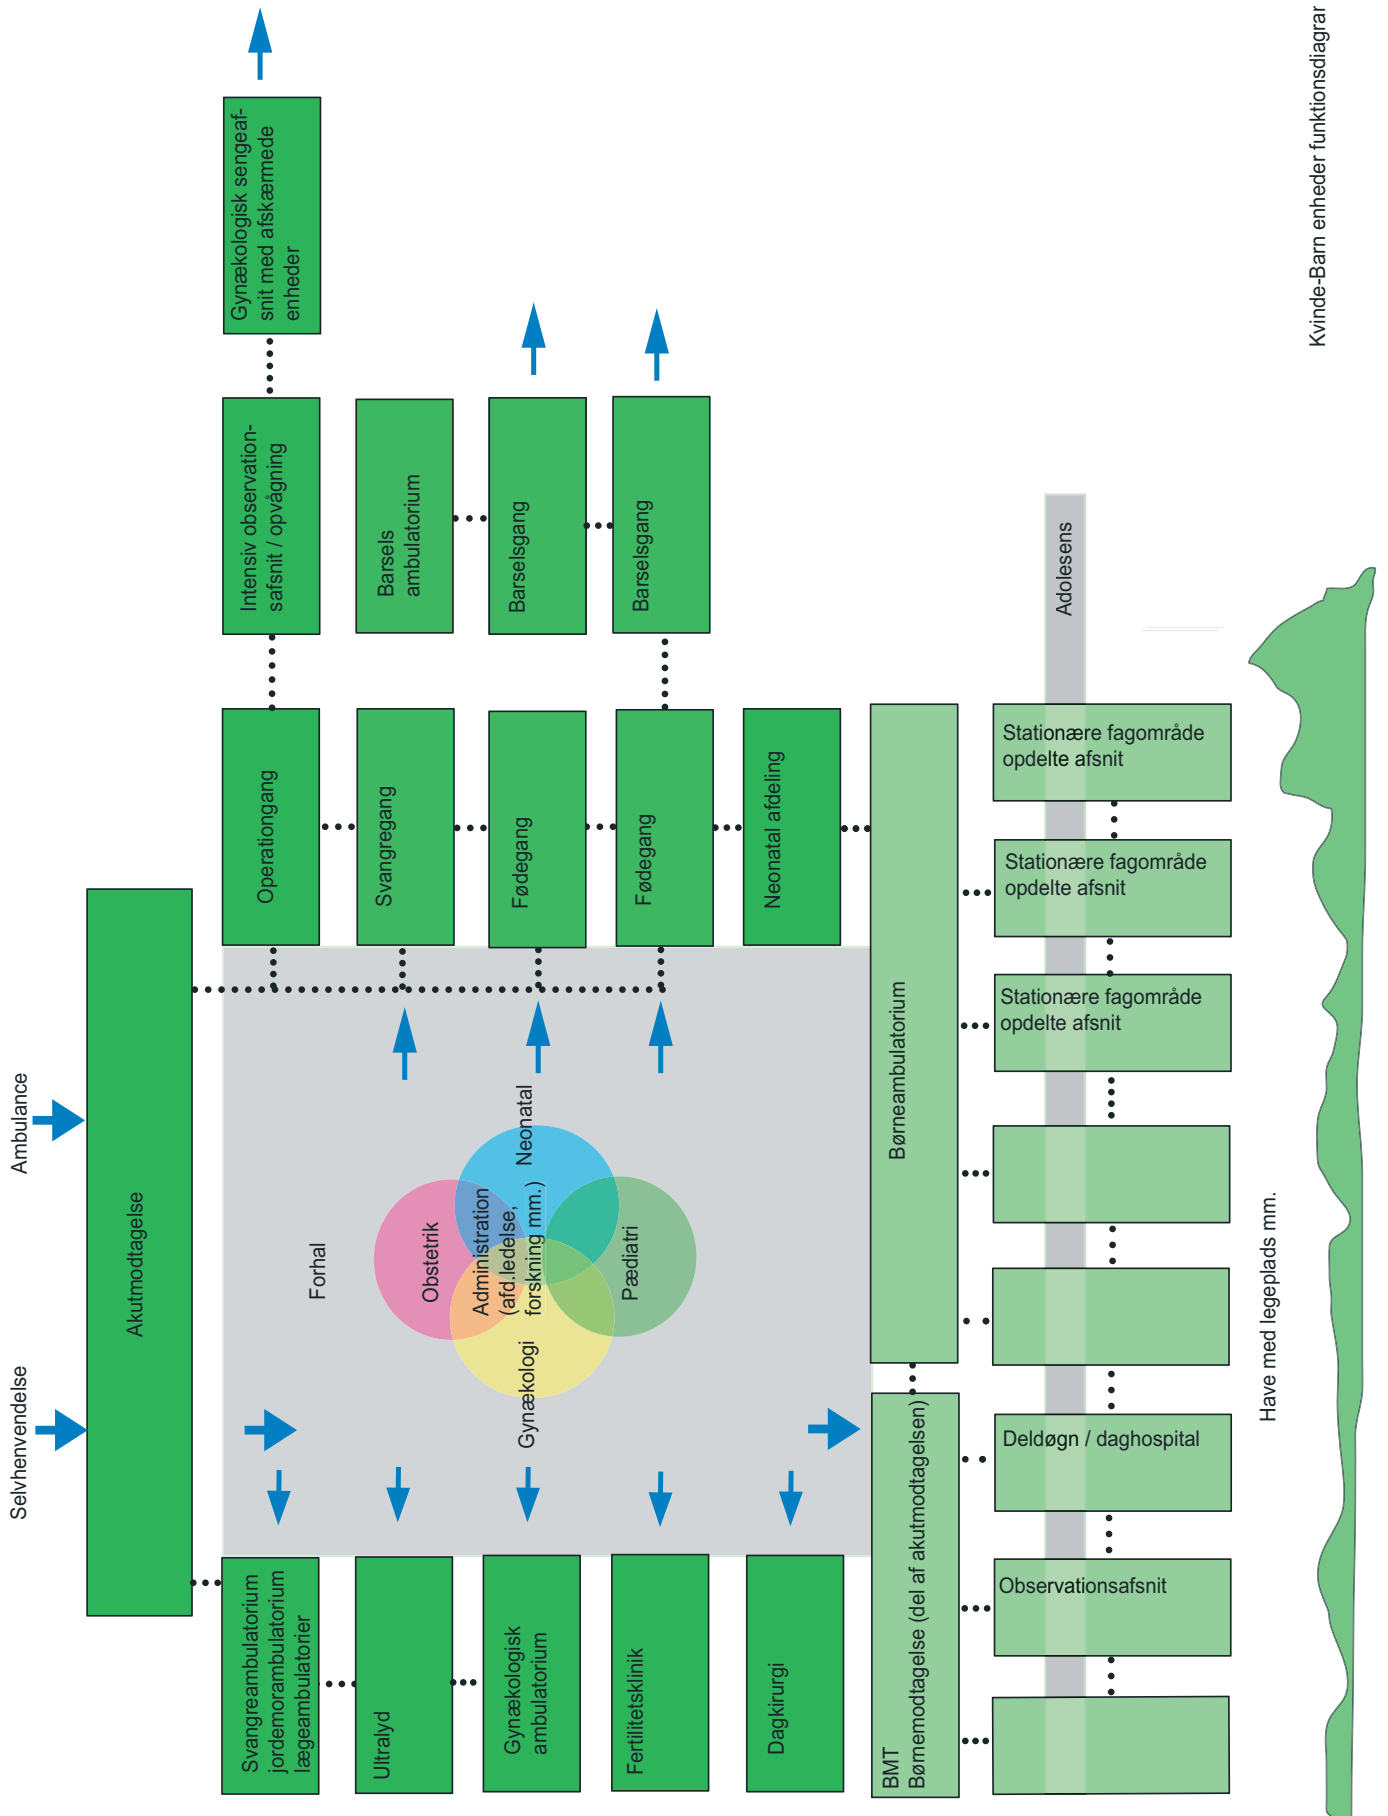 Selvhenvendelse
Ambulance
Akutmodtagelse
Svangreambulatorium
jordemorambulatorium
lægeambulatorier
Ultralyd
Gynækologisk
ambulatorium
Fertilitetsklinik
Dagkirurgi
Forhal
Obstetrik
Administration
(afd.ledelse,
forskning mm.)
Neonatal
Gynækologi
Pædiatri
Operationgang
Svangregang
Fødegang
Fødegang
Neonatal afdeling
Intensiv observation-
safsnit / opvågning
Barsels
ambulatorium
Barselsgang
Barselsgang
Gynækologisk sengeaf-
snit med afskærmede
enheder
BMT
Børnemodtagelse (del af akutmodtagelsen)
Børneambulatorium
Observationsafsnit
Deldøgn / daghospital
Stationære fagområde
opdelte afsnit
Stationære fagområde
opdelte afsnit
Stationære fagområde
opdelte afsnit
Adolesens
Have med legeplads mm.
Kvinde-Barn enheder funktionsdiagrar